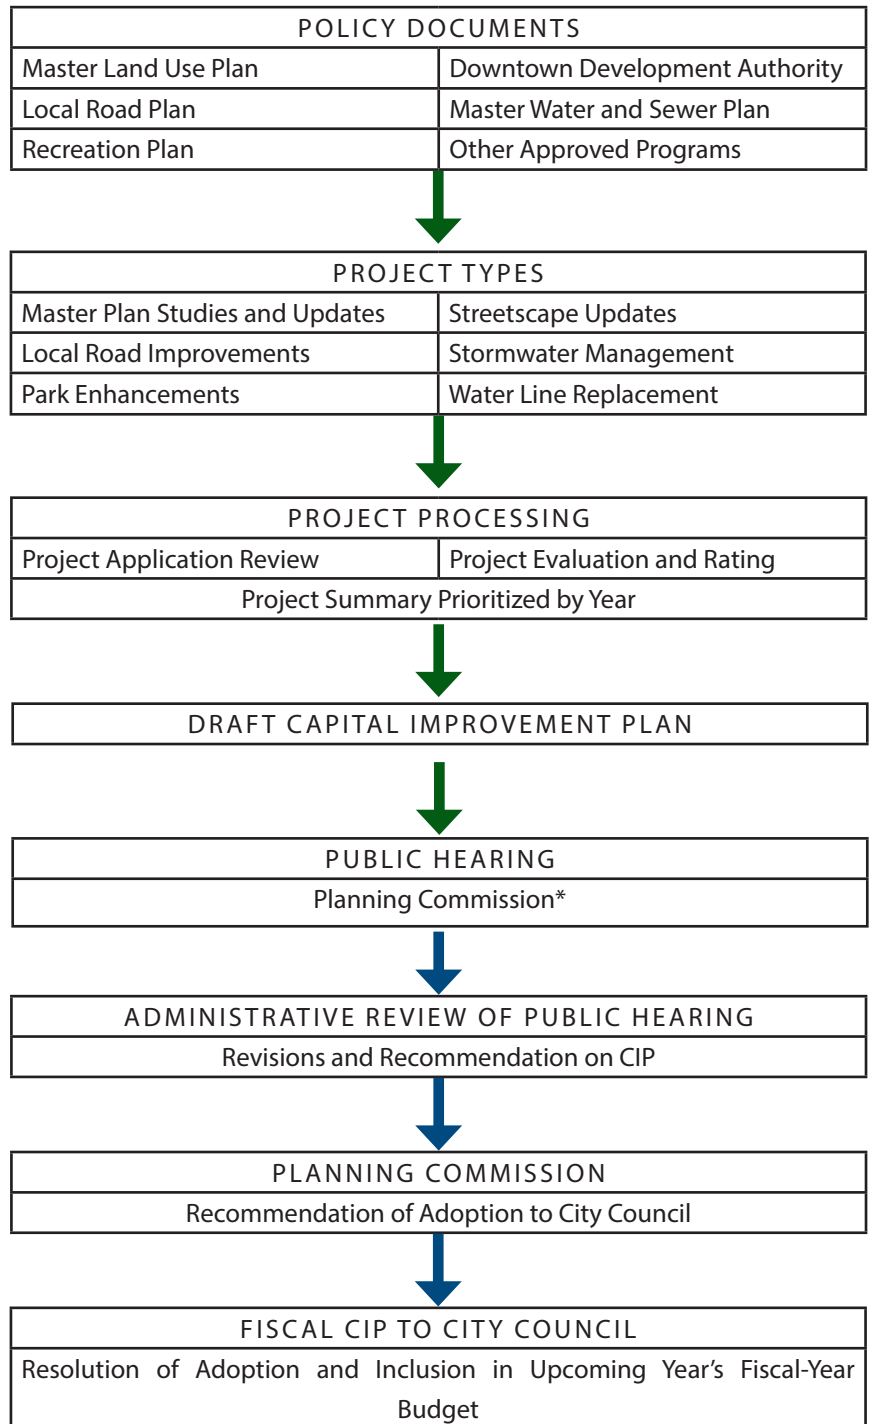 POLICY DOCUMENTS
Master Land Use Plan
Downtown Development Authority
Local Road Plan
Master Water and Sewer Plan
Recreation Plan
Other Approved Programs
PROJECT TYPES
Master Plan Studies and Updates
Streetscape Updates
Local Road Improvements
Stormwater Management
Park Enhancements
Water Line Replacement
PROJECT PROCESSING
Project Application Review
Project Evaluation and Rating
Project Summary Prioritized by Year
DRAFT CAPITAL IMPROVEMENT PLAN
PUBLIC HEARING
Planning Commission*
ADMINISTRATIVE REVIEW OF PUBLIC HEARING
Revisions and Recommendation on CIP
PLANNING COMMISSION
Recommendation of Adoption to City Council
FISCAL CIP TO CITY COUNCIL
Resolution of Adoption and Inclusion in Upcoming Year's Fiscal-Year
Budget